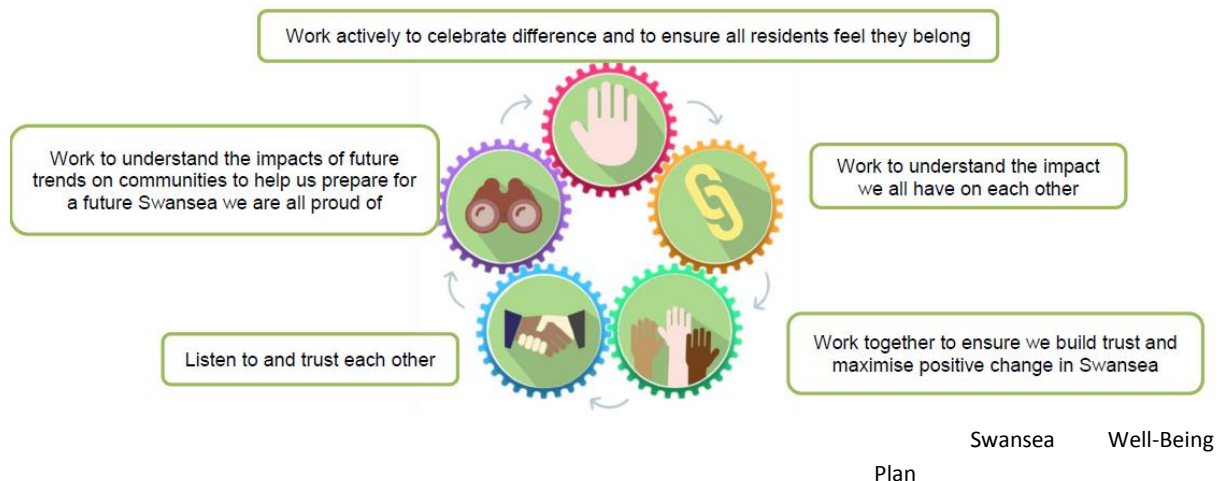 Work actively to celebrate difference and to ensure all residents feel they belong
Work to understand the impacts of future
trends on communities to help us prepare for
a future Swansea we are all proud of
Work to understand the impact
we all have on each other
Listen to and trust each other
Work together to ensure we build trust and
maximise positive change in Swansea
Swansea Well-Being
Plan